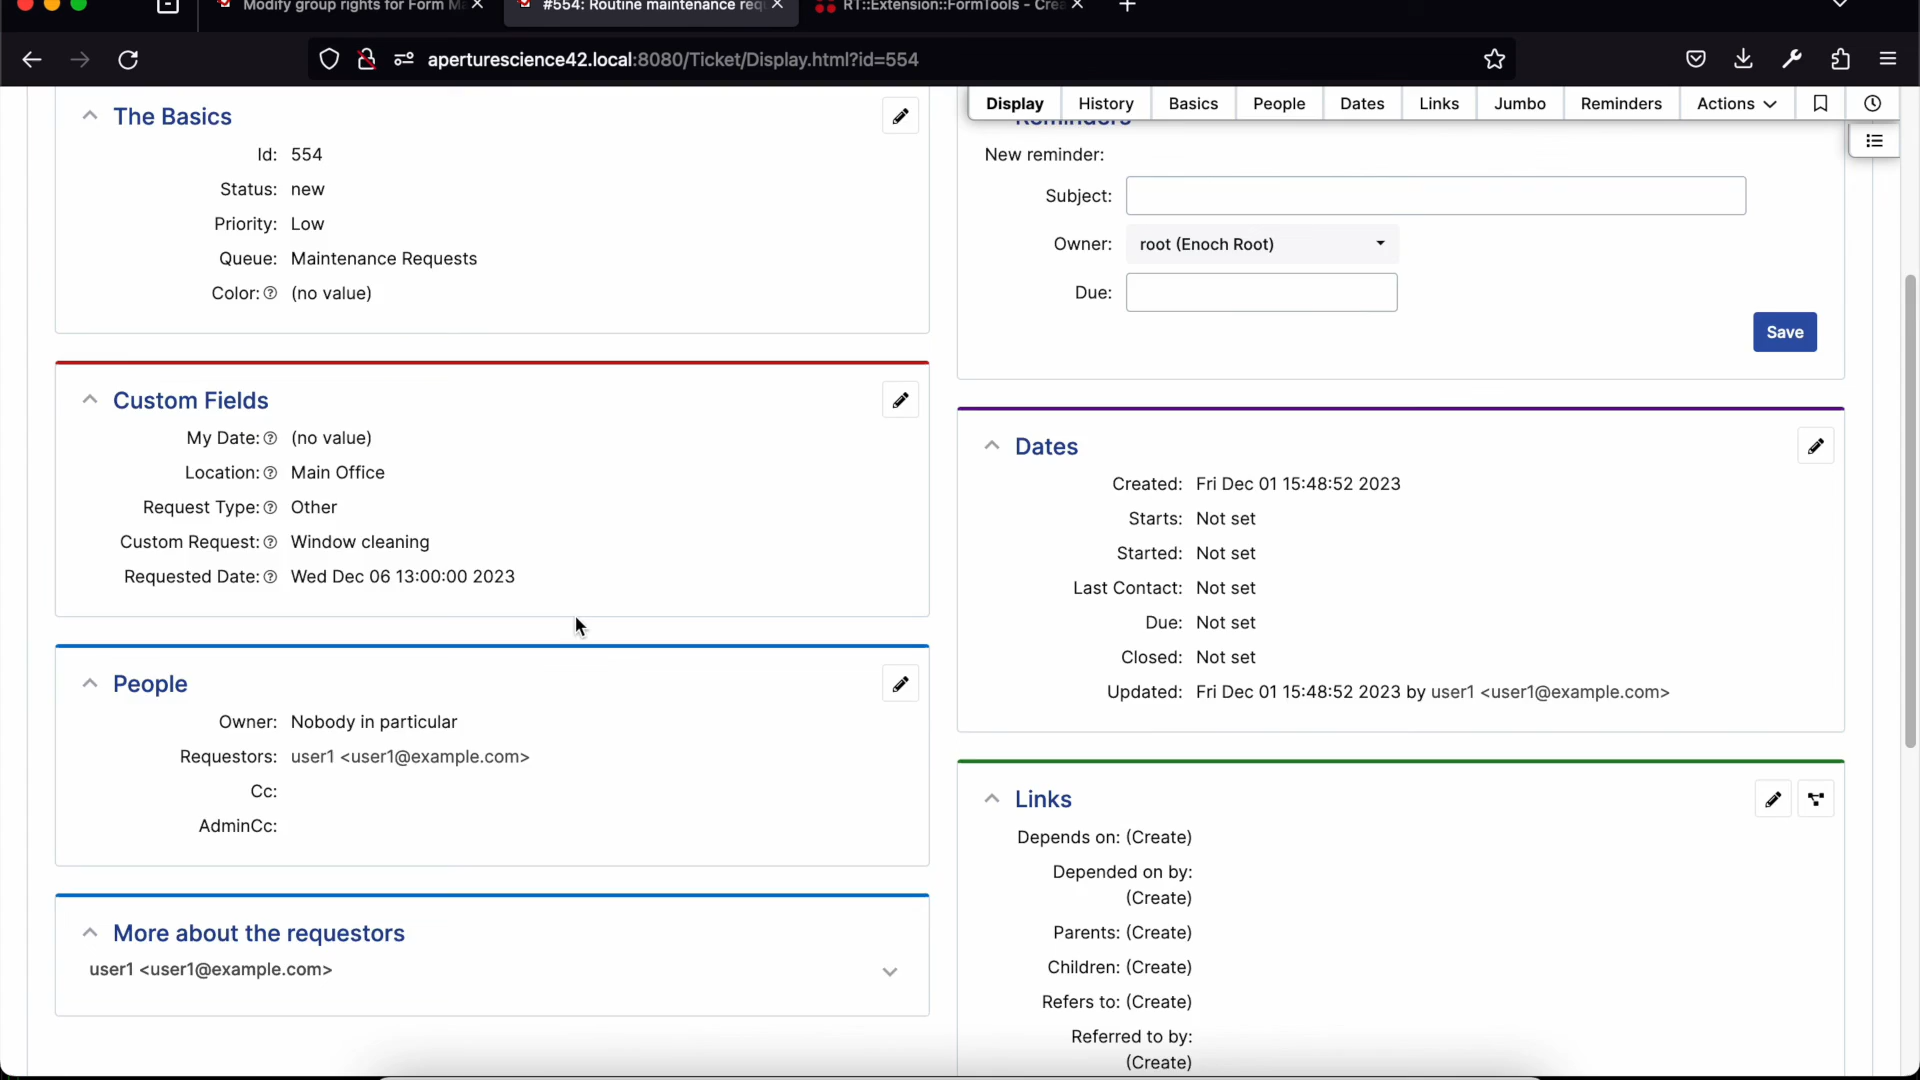 Modify group rights for Form Ma
#554: Routine maintenance req
RT::Extension::FormTools - Crea
aperturescience42.local:8080/Ticket/Display.html?id=554
Display History Basics People Dates Links Jumbo Reminders Actions
The Basics
Id: 554
Status: new
Priority: Low
Queue: Maintenance Requests
Color: (no value)
Custom Fields
My Date: (no value)
Location: Main Office
Request Type: Other
Custom Request: Window cleaning
Requested Date: Wed Dec 06 13:00:00 2023
People
Owner: Nobody in particular
Requestors: user1 <user1@example.com>
Cc:
AdminCc:
More about the requestors
user1 <user1@example.com>
Reminders
New reminder:
Subject:
Owner: root (Enoch Root)
Due:
Save
Dates
Created: Fri Dec 01 15:48:52 2023
Starts: Not set
Started: Not set
Last Contact: Not set
Due: Not set
Closed: Not set
Updated: Fri Dec 01 15:48:52 2023 by user1 <user1@example.com>
Links
Depends on: (Create)
Depended on by:
(Create)
Parents: (Create)
Children: (Create)
Refers to: (Create)
Referred to by:
(Create)